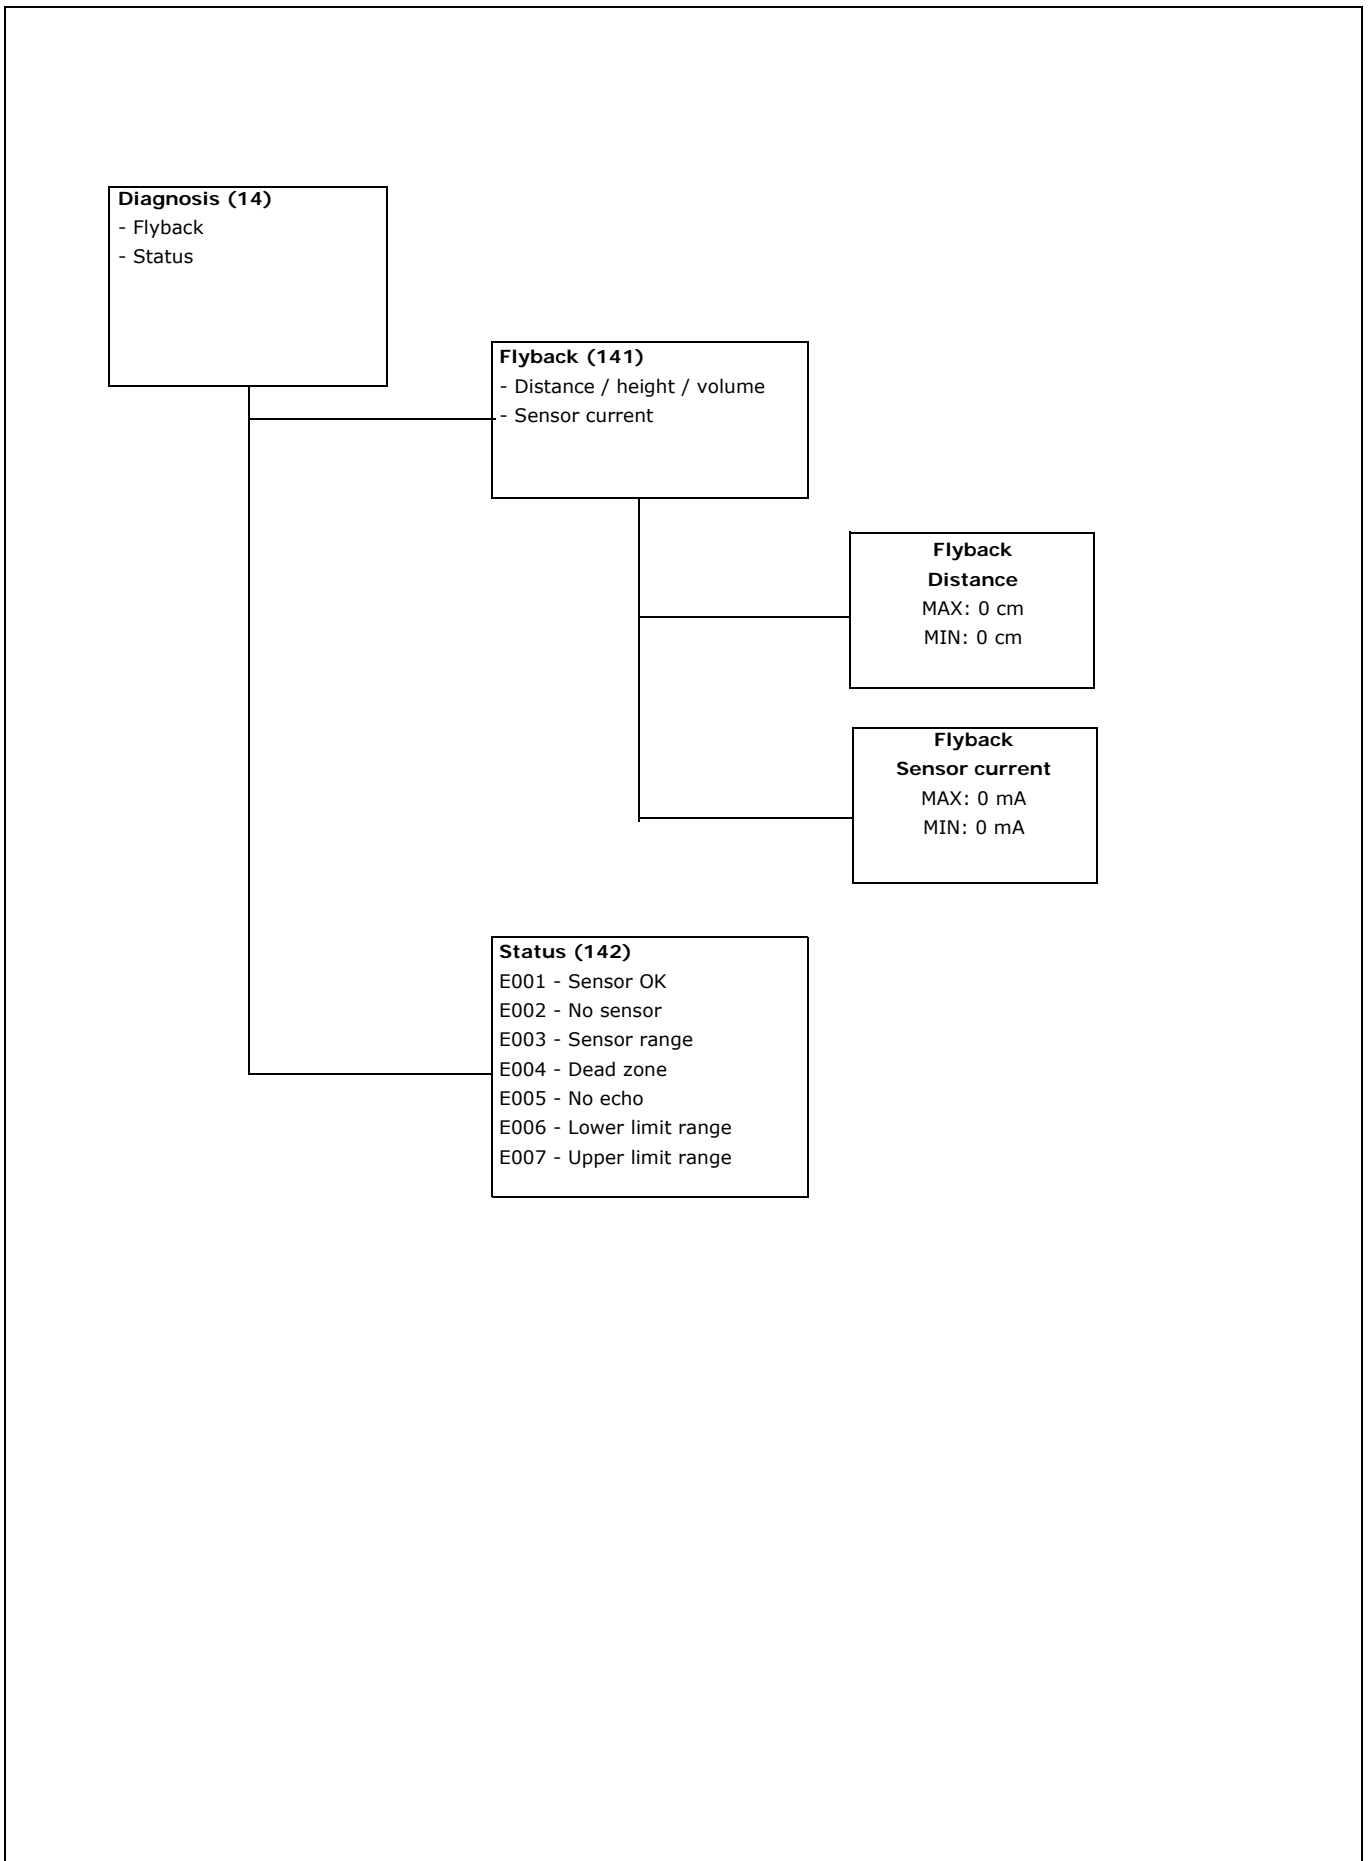 Diagnosis (14)
- Flyback
- Status
Flyback (141)
- Distance / height / volume
- Sensor current
Flyback
Distance
MAX: 0 cm
MIN: 0 cm
Flyback
Sensor current
MAX: 0 mA
MIN: 0 mA
Status (142)
E001 - Sensor OK
E002 - No sensor
E003 - Sensor range
E004 - Dead zone
E005 - No echo
E006 - Lower limit range
E007 - Upper limit range